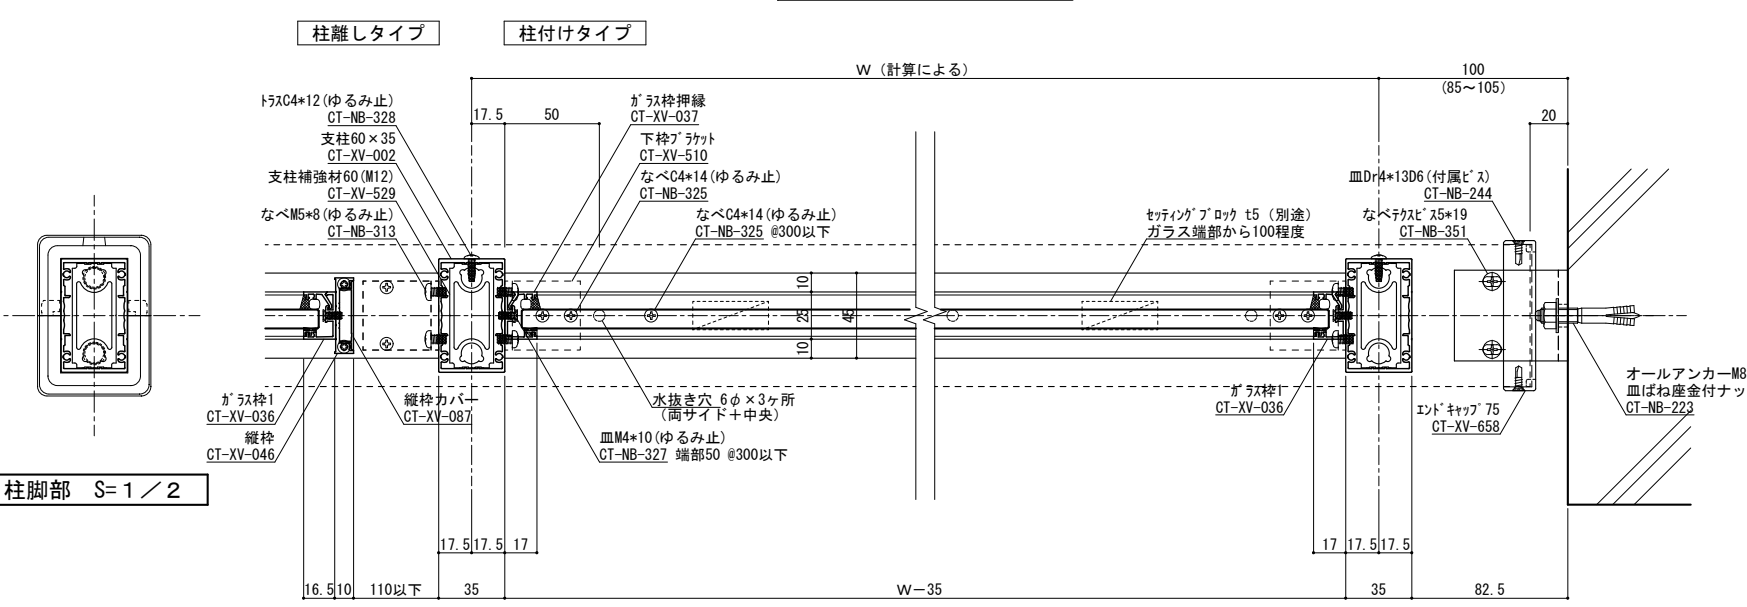 柱離しタイプ
柱付けタイプ
W (計算による)
100
(85～105)
17.5
50
20
ﾄﾗｽC4*12(ゆるみ止)
CT-NB-328
支柱60×35
CT-XV-002
支柱補強材60(M12)
CT-XV-529
なべM5*8(ゆるみ止)
CT-NB-313
ｶﾞﾗｽ枠押縁
CT-XV-037
下枠ﾌﾞﾗｹｯﾄ
CT-XV-510
なべC4*14(ゆるみ止)
CT-NB-325
なべC4*14(ゆるみ止)
CT-NB-325 @300以下
ｾｯﾃｨﾝｸﾞﾌﾞﾛｯｸ t5 (別途)
ガラス端部から100程度
皿Dr4*13D6(付属ﾋﾞｽ)
CT-NB-244
なべﾃｸｽﾋﾞｽ5*19
CT-NB-351
10
25
45
10
ｶﾞﾗｽ枠1
CT-XV-036
縦枠
CT-XV-046
縦枠カバー
CT-XV-087
水抜き穴 6φ×3ヶ所
(両サイド＋中央)
皿M4*10(ゆるみ止)
CT-NB-327 端部50 @300以下
ｶﾞﾗｽ枠1
CT-XV-036
ｴﾝﾄﾞｷｬｯﾌﾟ75
CT-XV-658
オールアンカーM8
皿ばね座金付ナッ
CT-NB-223
柱脚部 S=1／2
17.5
17.5
17
17
17.5
17.5
16.5
10
110以下
35
W－35
35
82.5